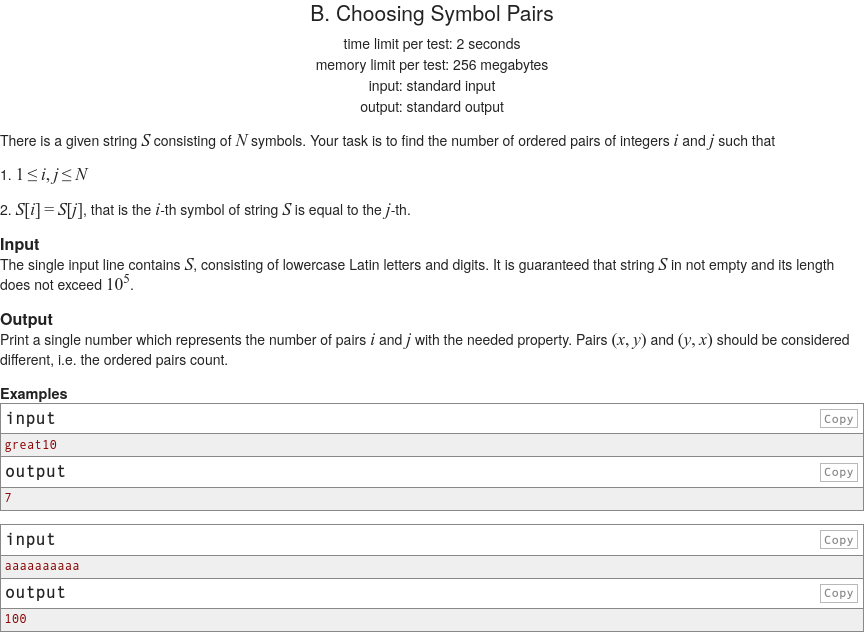 B. Choosing Symbol Pairs
time limit per test: 2 seconds
memory limit per test: 256 megabytes
input: standard input
output: standard output
There is a given string S consisting of N symbols. Your task is to find the number of ordered pairs of integers i and j such that
1. 1 ≤ i, j ≤ N
2. S[i] = S[j], that is the i-th symbol of string S is equal to the j-th.
Input
The single input line contains S, consisting of lowercase Latin letters and digits. It is guaranteed that string S in not empty and its length
does not exceed 10^5.
Output
Print a single number which represents the number of pairs i and j with the needed property. Pairs (x, y) and (y, x) should be considered
different, i.e. the ordered pairs count.
Examples
input Copy
great10
output Copy
7
input Copy
aaaaaaaaaa
output Copy
100